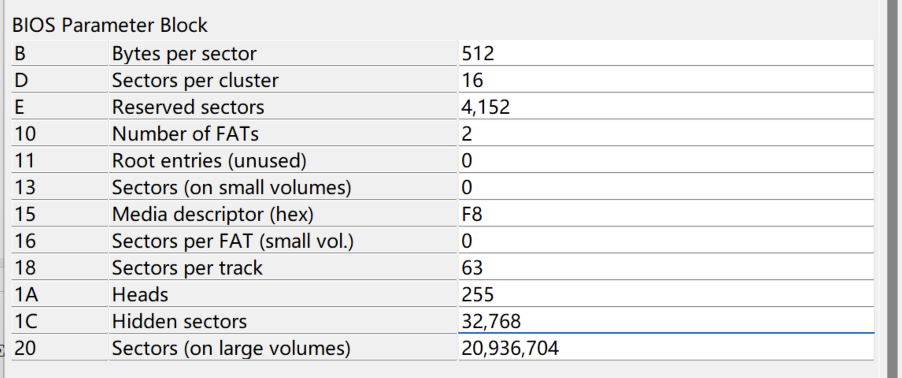 BIOS Parameter Block
B Bytes per sector 512
D Sectors per cluster 16
E Reserved sectors 4,152
10 Number of FATs 2
11 Root entries (unused) 0
13 Sectors (on small volumes) 0
15 Media descriptor (hex) F8
16 Sectors per FAT (small vol.) 0
18 Sectors per track 63
1A Heads 255
1C Hidden sectors 32,768
20 Sectors (on large volumes) 20,936,704